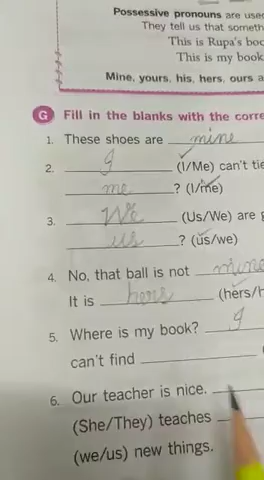 Possessive pronouns are used
They tell us that someth
This is Rupa's boo
This is my book
Mine, yours, his, hers, ours a
G Fill in the blanks with the corre
1. These shoes are mine
2. I (I/Me) can't tie
me ? (I/me)
3. We (Us/We) are g
us ? (us/we)
4. No, that ball is not mine
It is hers (hers/h
5. Where is my book? I
can't find
6. Our teacher is nice.
(She/They) teaches
(we/us) new things.